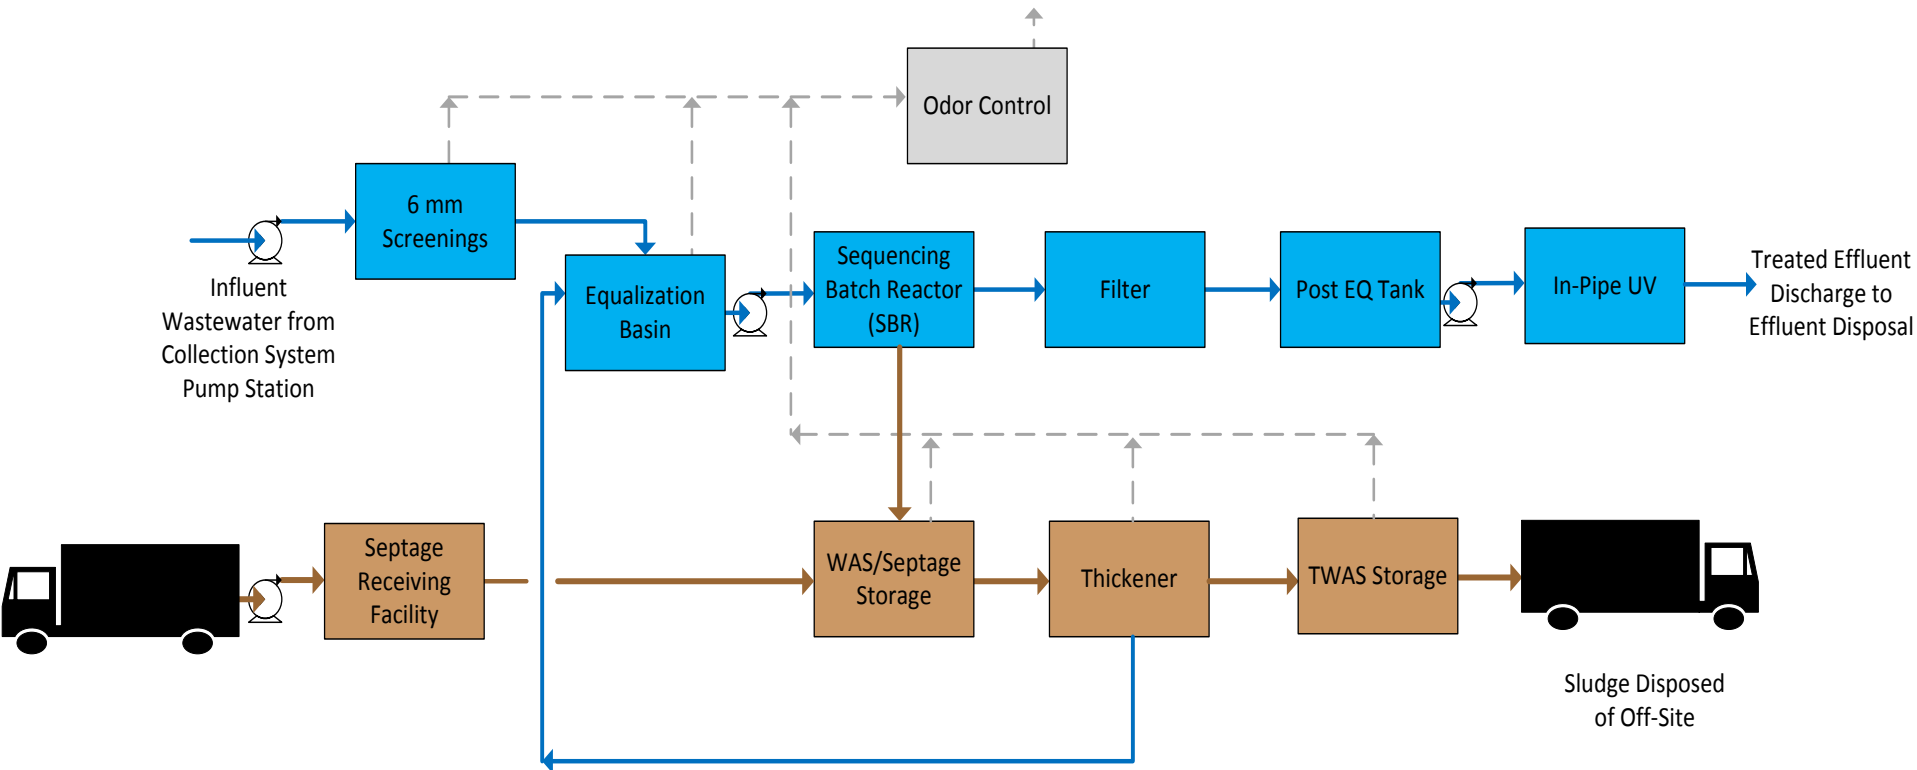 Odor Control
6 mm
Screenings
Influent
Wastewater from
Collection System
Pump Station
Equalization
Basin
Sequencing
Batch Reactor
(SBR)
Filter
Post EQ Tank
In-Pipe UV
Treated Effluent
Discharge to
Effluent Disposal
Septage
Receiving
Facility
WAS/Septage
Storage
Thickener
TWAS Storage
Sludge Disposed
of Off-Site